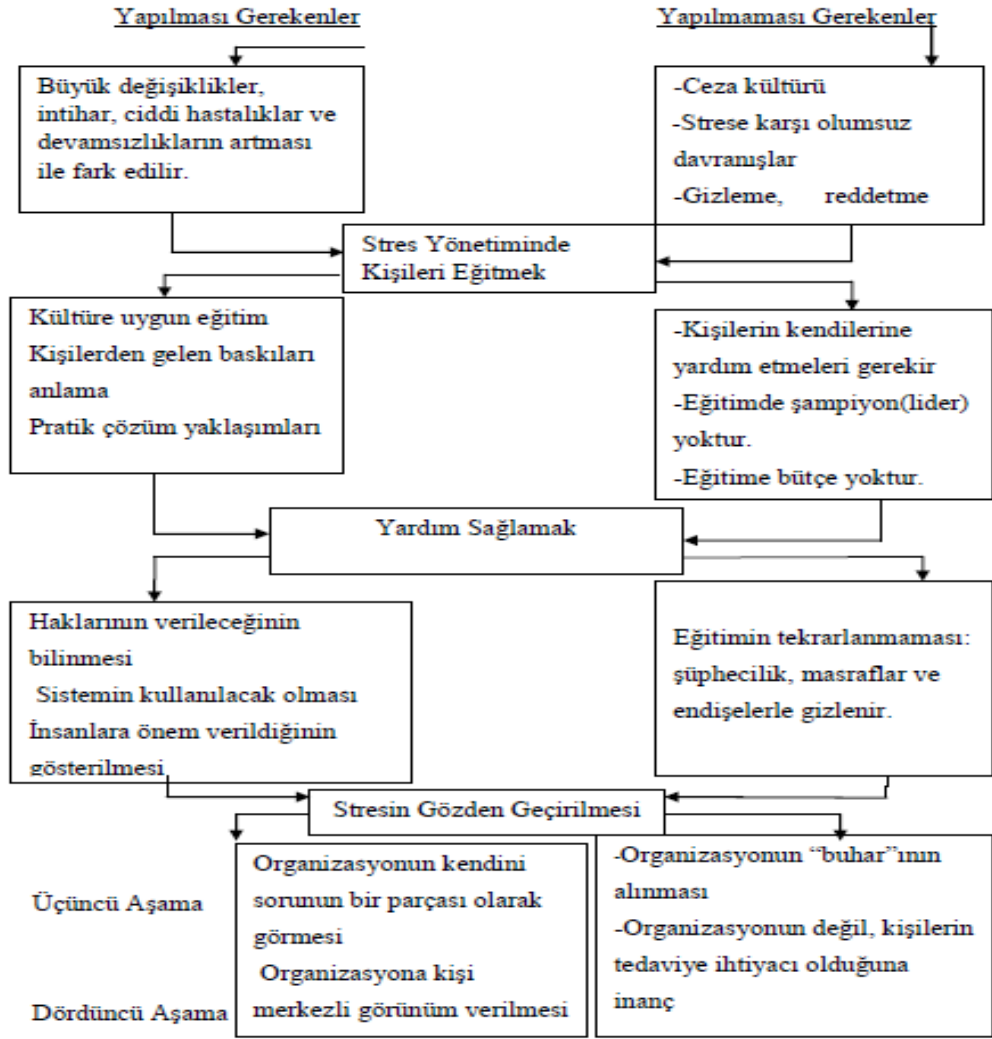 Yapılması Gerekenler
Yapılmaması Gerekenler
Büyük değişiklikler,
intihar, ciddi hastalıklar ve
devamsızlıkların artması
ile fark edilir.
-Ceza kültürü
-Strese karşı olumsuz
davranışlar
-Gizleme, reddetme
Stres Yönetiminde
Kişileri Eğitmek
Kültüre uygun eğitim
Kişilerden gelen baskıları
anlama
Pratik çözüm yaklaşımları
-Kişilerin kendilerine
yardım etmeleri gerekir
-Eğitimde şampiyon(lider)
yoktur.
-Eğitime bütçe yoktur.
Yardım Sağlamak
Haklarının verileceğinin
bilinmesi
Sistemin kullanılacak olması
İnsanlara önem verildiğinin
gösterilmesi
Eğitimin tekrarlanmaması:
şüphecilik, masraflar ve
endişelerle gizlenir.
Stresin Gözden Geçirilmesi
Üçüncü Aşama
Dördüncü Aşama
Organizasyonun kendini
sorunun bir parçası olarak
görmesi
Organizasyona kişi
merkezli görünüm verilmesi
-Organizasyonun “buhar”ının
alınması
-Organizasyonun değil, kişilerin
tedaviye ihtiyacı olduğuna
inanç